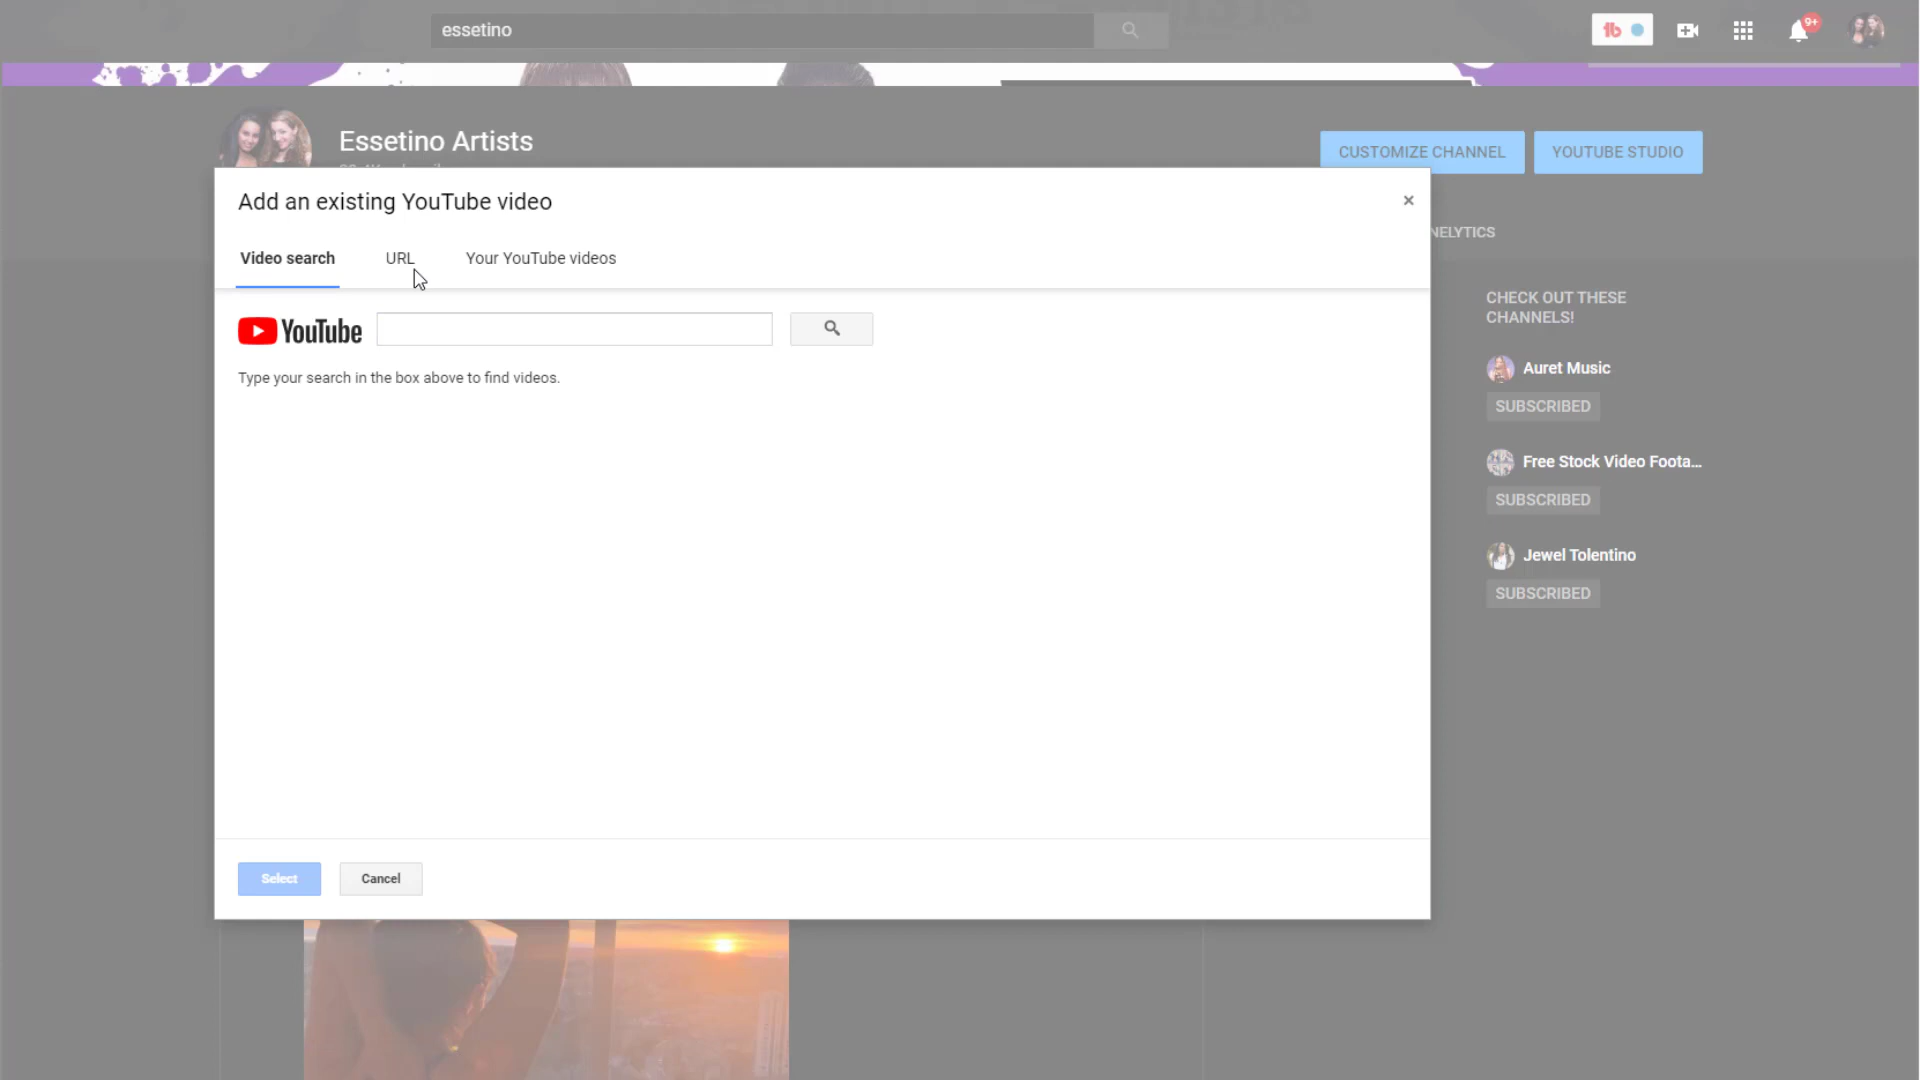 essetino
9+
Essetino Artists
CUSTOMIZE CHANNEL
YOUTUBE STUDIO
Add an existing YouTube video
×
NELYTICS
Video search
URL
Your YouTube videos
YouTube
Type your search in the box above to find videos.
CHECK OUT THESE
CHANNELS!
Auret Music
SUBSCRIBED
Free Stock Video Foota...
SUBSCRIBED
Jewel Tolentino
SUBSCRIBED
Select
Cancel